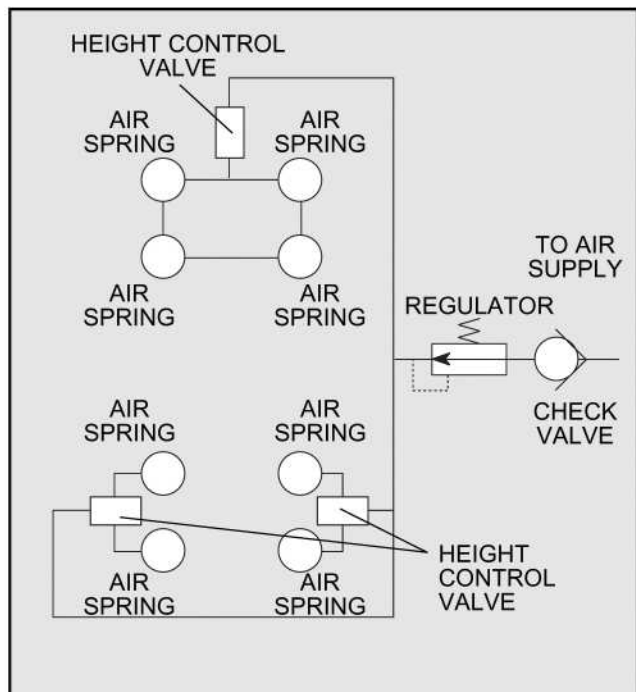 HEIGHT CONTROL
VALVE
AIR
SPRING
AIR
SPRING
AIR
SPRING
AIR
SPRING
TO AIR
SUPPLY
REGULATOR
CHECK
VALVE
AIR
SPRING
AIR
SPRING
AIR
SPRING
AIR
SPRING
HEIGHT
CONTROL
VALVE